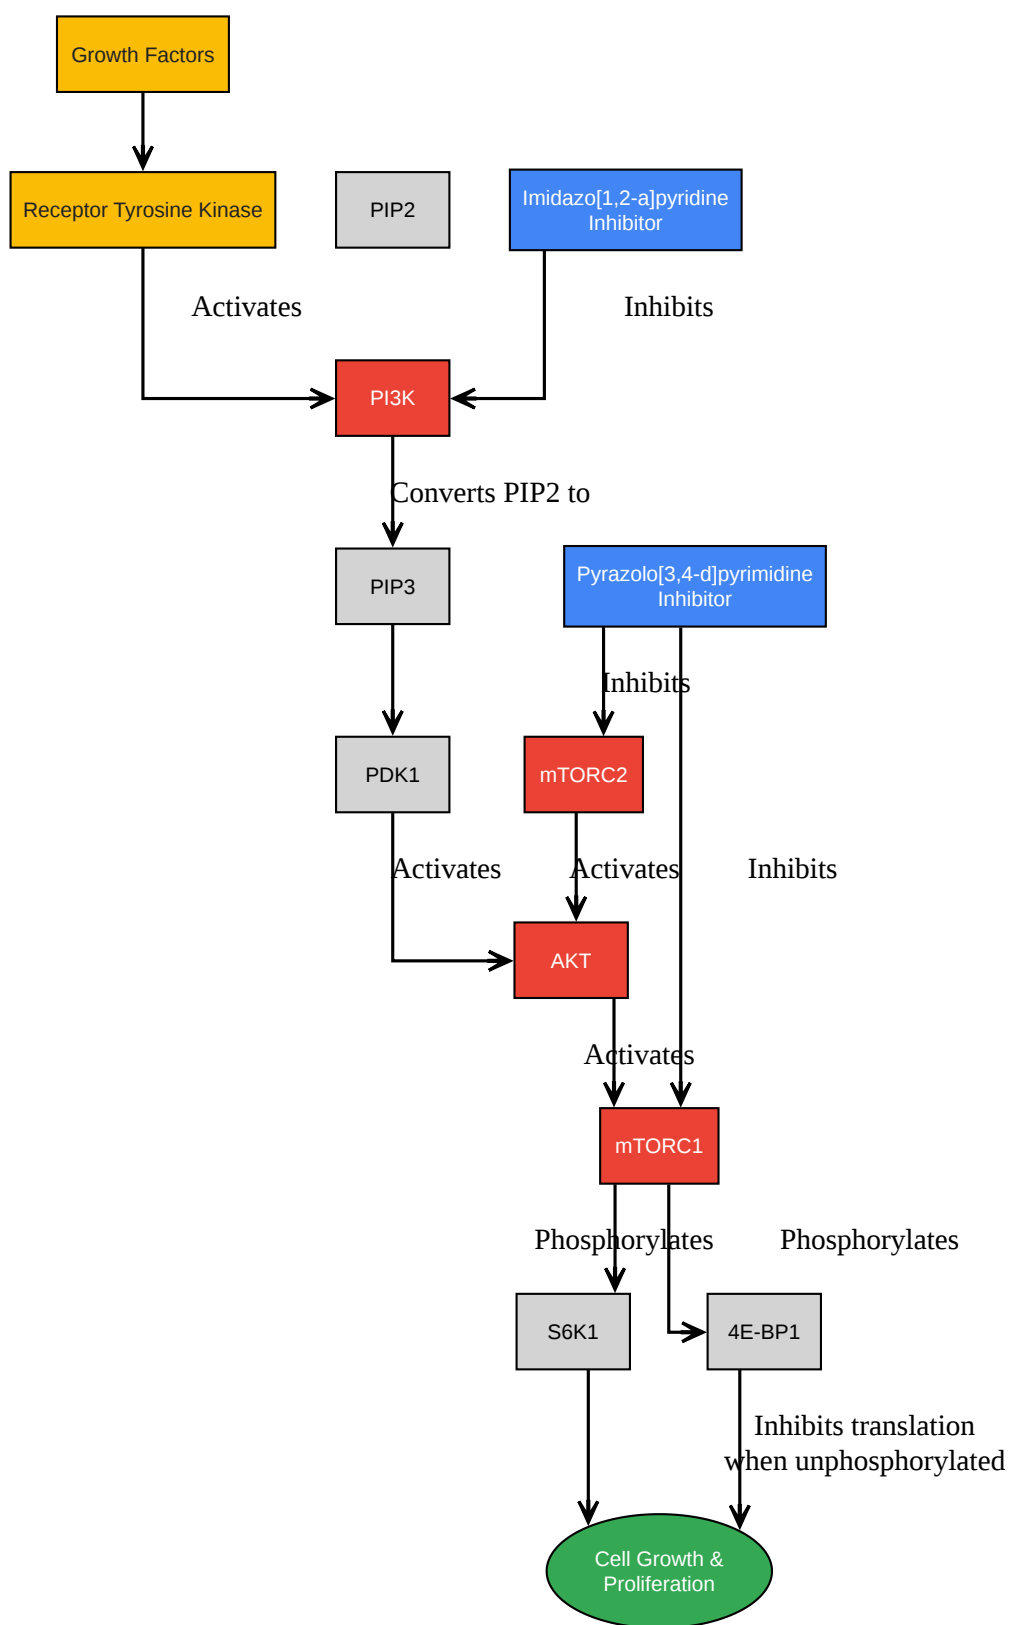 Growth Factors
Receptor Tyrosine Kinase
PIP2
Imidazo[1,2-a]pyridine
Inhibitor
Activates
Inhibits
PI3K
Converts PIP2 to
PIP3
Pyrazolo[3,4-d]pyrimidine
Inhibitor
Inhibits
PDK1
mTORC2
Activates
Activates
Inhibits
AKT
Activates
mTORC1
Phosphorylates
Phosphorylates
S6K1
4E-BP1
Inhibits translation
when unphosphorylated
Cell Growth &
Proliferation